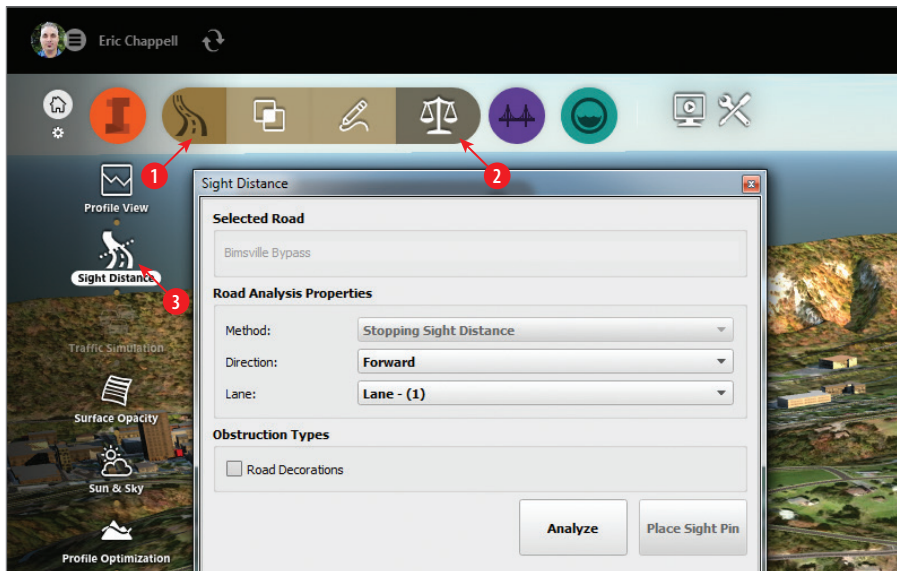 Eric Chappell
1
2
Profile View
Sight Distance
3
Traffic Simulation
Surface Opacity
Sun & Sky
Profile Optimization
Sight Distance
Selected Road
Bimsville Bypass
Road Analysis Properties
Method: Stopping Sight Distance
Direction: Forward
Lane: Lane - (1)
Obstruction Types
Road Decorations
Analyze Place Sight Pin